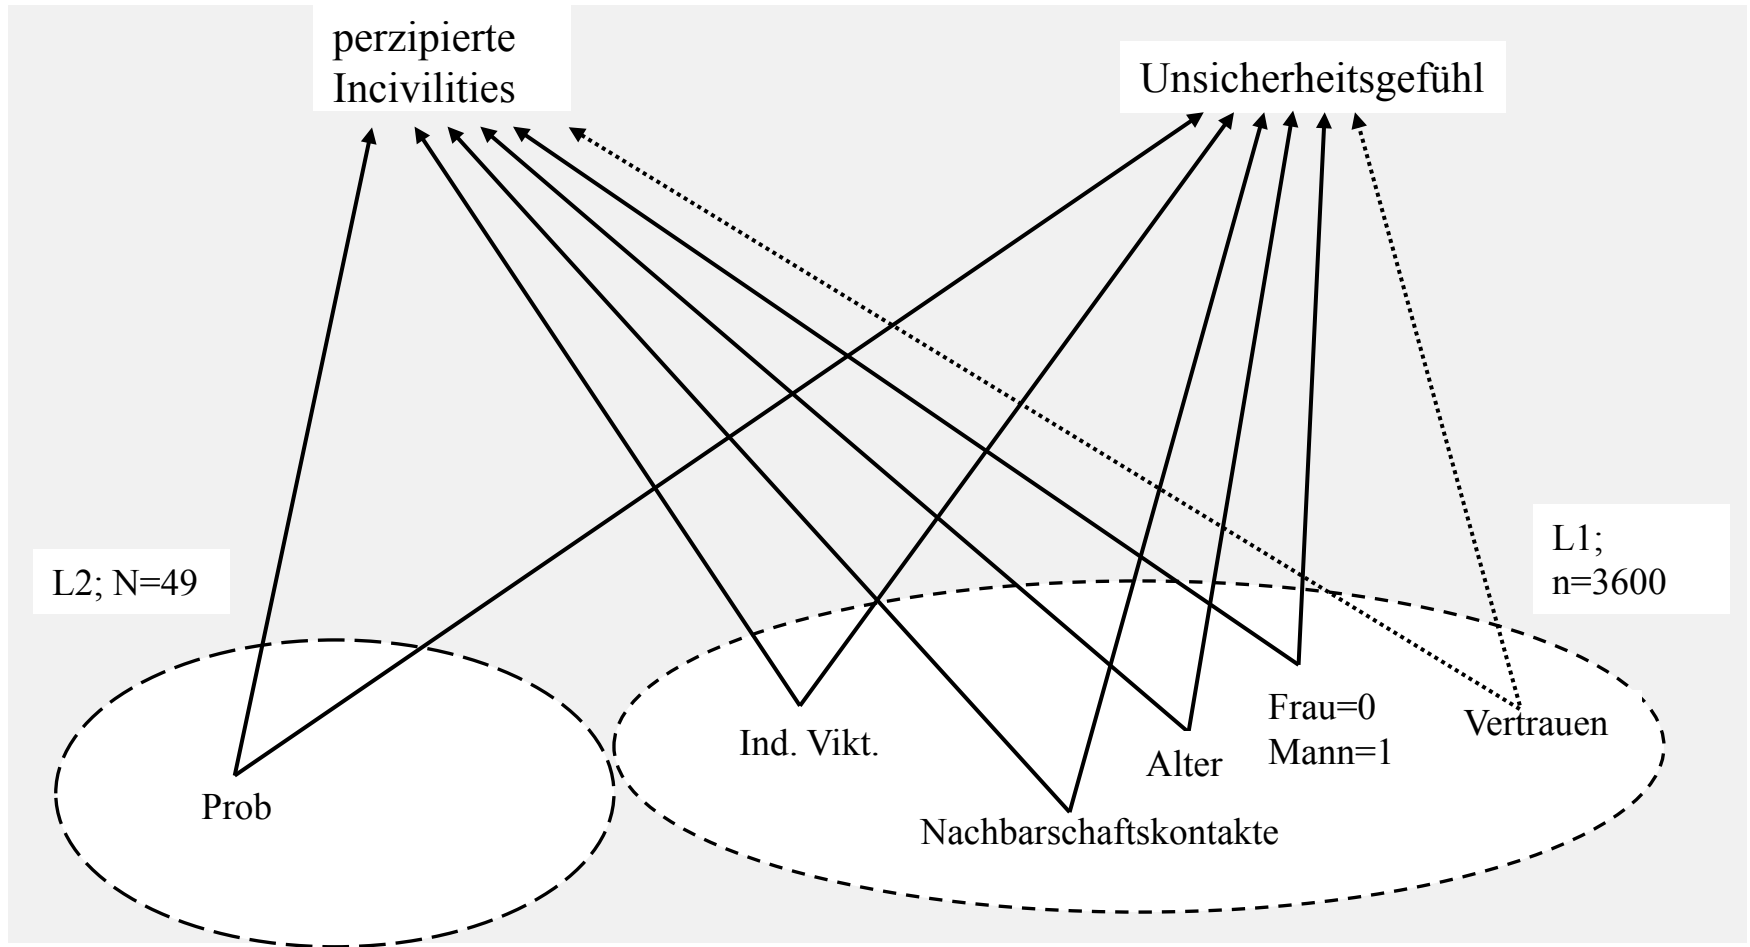 perzipierte
Incivilities
Unsicherheitsgefühl
L2; N=49
L1;
n=3600
Prob
Ind. Vikt.
Nachbarschaftskontakte
Alter
Frau=0
Mann=1
Vertrauen